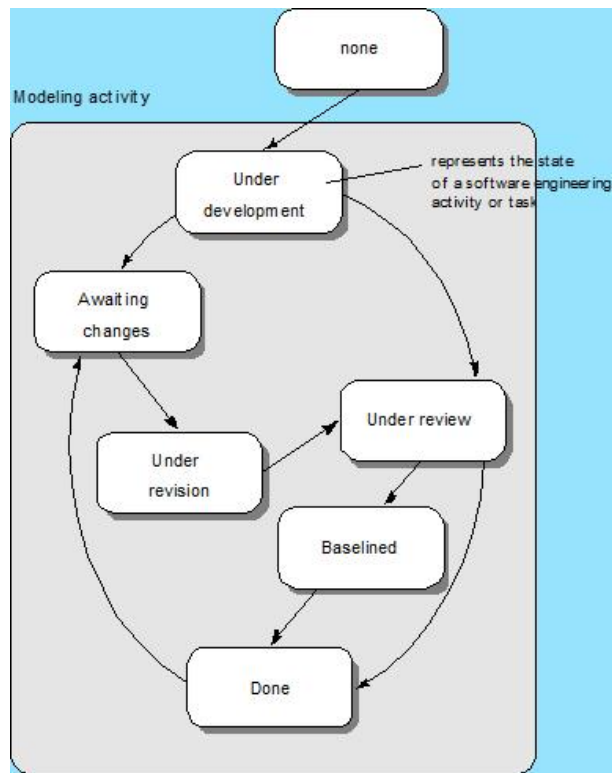 none
Modeling activity
represents the state
of a software engineering
activity or task
Under
development
Awaiting
changes
Under review
Under
revision
Baselined
Done